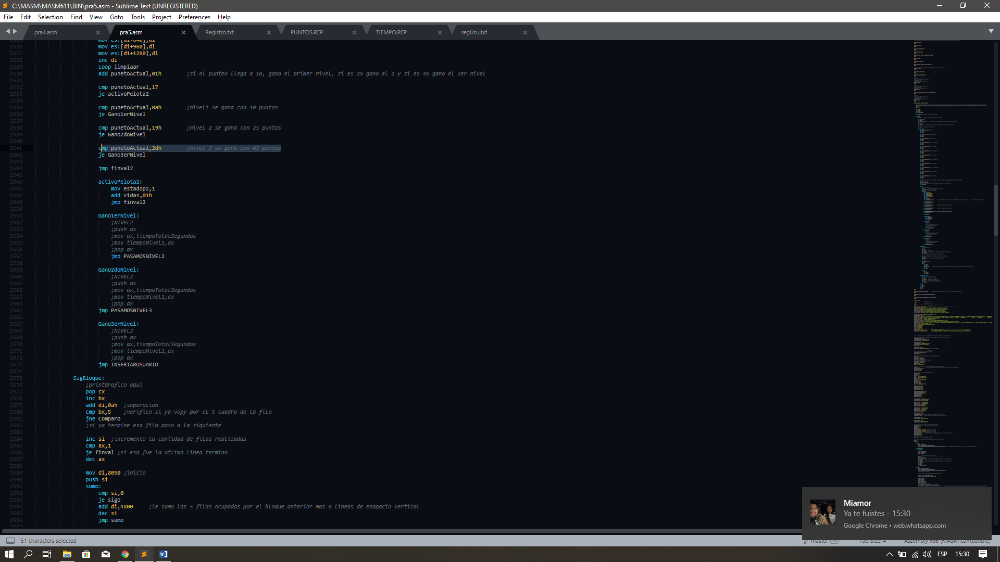 C:\MASM\MASM611\BIN\pra5.asm - Sublime Text (UNREGISTERED)
File Edit Selection Find View Goto Tools Project Preferences Help
pra4.asm pra5.asm Registro.txt PUNTOS.REP TIEMPO.REP regUsu.txt
2526 mov es:[di+960],dl
2527 mov es:[di+1280],dl
2528 inc di
2529 Loop limpiaar
2530 add punetoActual,01h ;si el punteo llega a 10, gano el primer nivel, si es 25 gano el 2 y si es 45 gano el 3er nivel
2531
2532 cmp punetoActual,17
2533 je activoPelota2
2534
2535 cmp punetoActual,0ah ;nivel1 se gana con 10 puntos
2536 je Gano1erNivel
2537
2538 cmp punetoActual,19h ;nivel 2 se gana con 25 puntos
2539 je Gano2doNivel
2540
2541 cmp punetoActual,2dh ;nivel 3 se gana con 45 puntos
2542 je Gano3erNivel
2543
2544 jmp finval2
2545
2546 activoPelota2:
2547 mov estadop2,1
2548 add vidas,01h
2549 jmp finval2
2550
2551 Gano1erNivel:
2552 ;NIVEL2
2553 ;push ax
2554 ;mov ax,tiempoTotalSegundos
2555 ;mov tiempoNivel1,ax
2556 ;pop ax
2557 jmp PASAMOSNIVEL2
2558
2559 Gano2doNivel:
2560 ;NIVEL2
2561 ;push ax
2562 ;mov ax,tiempoTotalSegundos
2563 ;mov tiempoNivel1,ax
2564 ;pop ax
2565 jmp PASAMOSNIVEL3
2566
2567 Gano3erNivel:
2568 ;NIVEL2
2569 ;push ax
2570 ;mov ax,tiempoTotalSegundos
2571 ;mov tiempoNivel1,ax
2572 ;pop ax
2573 jmp INSERTARUSUARIO
2574
2575 SigBloque:
2576 ;printGrafico aqui
2577 pop cx
2578 inc bx
2579 add di,0ah ;separacion
2580 cmp bx,5 ;verifico si ya vopy por el 5 cuadro de la fila
2581 jne Comparo
2582 ;si ya termine esa fila paso a la siguiente
2583
2584 inc si ;incremento la cantidad de filas realizadas
2585 cmp ax,1
2586 je finval ;si esa fue la utlima linea termino
2587 dec ax
2588
2589 mov di,8050 ;inicio
2590 push si
2591 sumo:
2592 cmp si,0
2593 je sigo
2594 add di,4800 ;le sumo las 5 filas ocupadas por el bloque anterior mas 8 lineas de esapacio vertical
2595 dec si
2596 jmp sumo
Miamor
Ya te fuistes - 15:30
Google Chrome • web.whatsapp.com
51 characters selected
master Tab Size: 4 Assembly x86 (MASM Compatible)
ESP 15:30